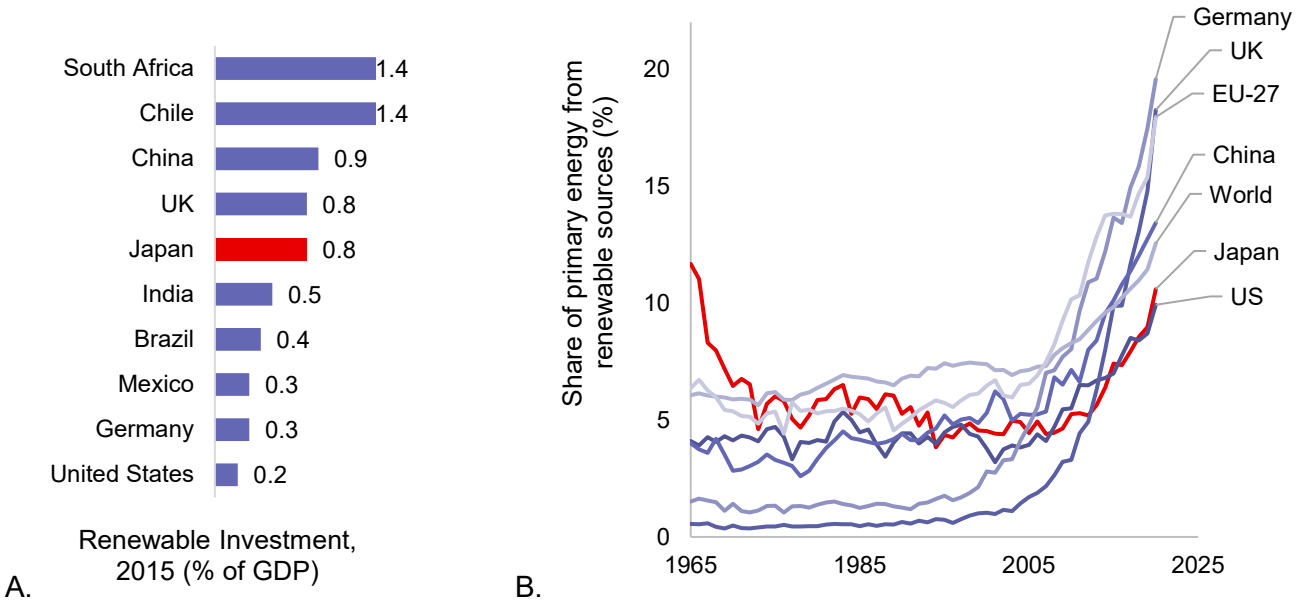 South Africa 1.4
Chile 1.4
China 0.9
UK 0.8
Japan 0.8
India 0.5
Brazil 0.4
Mexico 0.3
Germany 0.3
United States 0.2
Renewable Investment,
2015 (% of GDP)
A.
Share of primary energy from
renewable sources (%)
20
15
10
5
0
1965 1985 2005 2025
Germany
UK
EU-27
China
World
Japan
US
B.